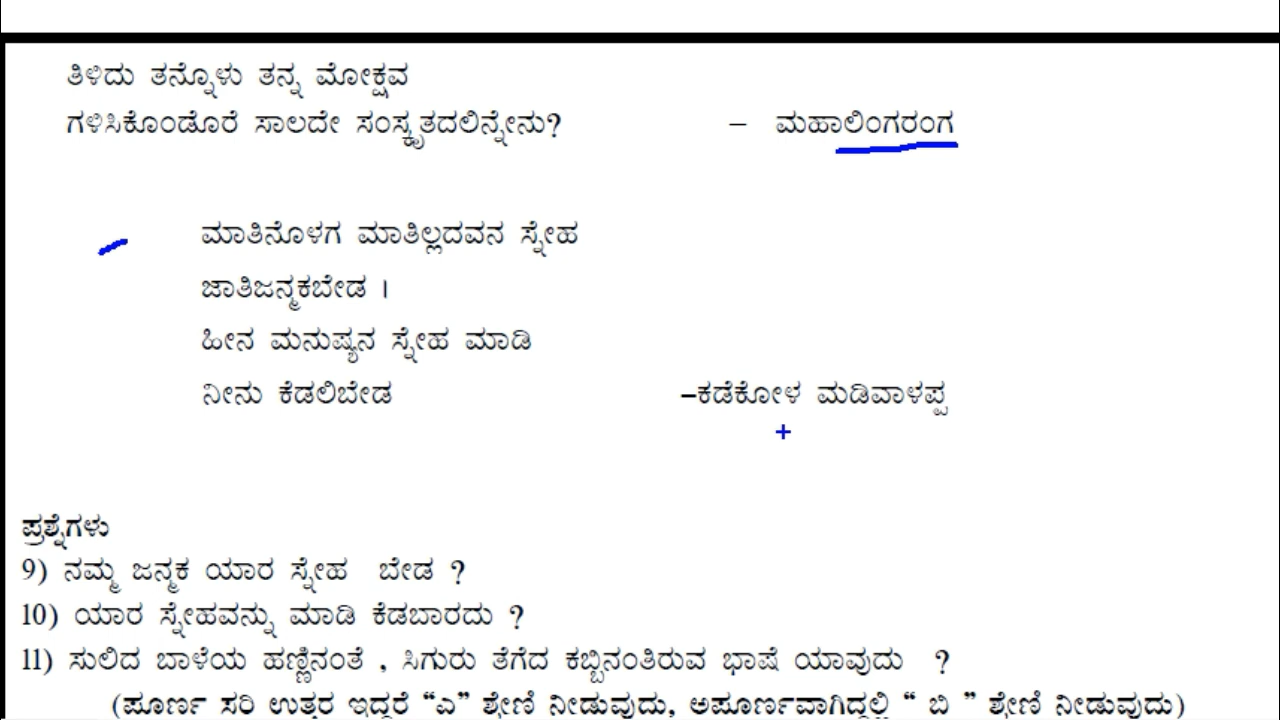 ತಿಳಿದು ತನ್ನೊಳು ತನ್ನ ಮೋಕ್ಷವ
ಗಳಿಸಿಕೊಂಡೊರೆ ಸಾಲದೇ ಸಂಸ್ಕೃತದಲಿನ್ನೇನು? – ಮಹಾಲಿಂಗರಂಗ
ಮಾತಿನೊಳಗ ಮಾತಿಲ್ಲದವನ ಸ್ನೇಹ
ಜಾತಿಜನ್ಮಕಬೇಡ ।
ಹೀನ ಮನುಷ್ಯನ ಸ್ನೇಹ ಮಾಡಿ
ನೀನು ಕೆಡಲಿಬೇಡ –ಕಡೆಕೋಳ ಮಡಿವಾಳಪ್ಪ
ಪ್ರಶ್ನೆಗಳು
9) ನಮ್ಮ ಜನ್ಮಕ ಯಾರ ಸ್ನೇಹ ಬೇಡ ?
10) ಯಾರ ಸ್ನೇಹವನ್ನು ಮಾಡಿ ಕೆಡಬಾರದು ?
11) ಸುಲಿದ ಬಾಳೆಯ ಹಣ್ಣಿನಂತೆ , ಸಿಗುರು ತೆಗೆದ ಕಬ್ಬಿನಂತಿರುವ ಭಾಷೆ ಯಾವುದು ?
(ಪೂರ್ಣ ಸರಿ ಉತ್ತರ ಇದ್ದರೆ “ಎ” ಶ್ರೇಣಿ ನೀಡುವುದು, ಅಪೂರ್ಣವಾಗಿದ್ದಲ್ಲಿ “ ಬಿ ” ಶ್ರೇಣಿ ನೀಡುವುದು)